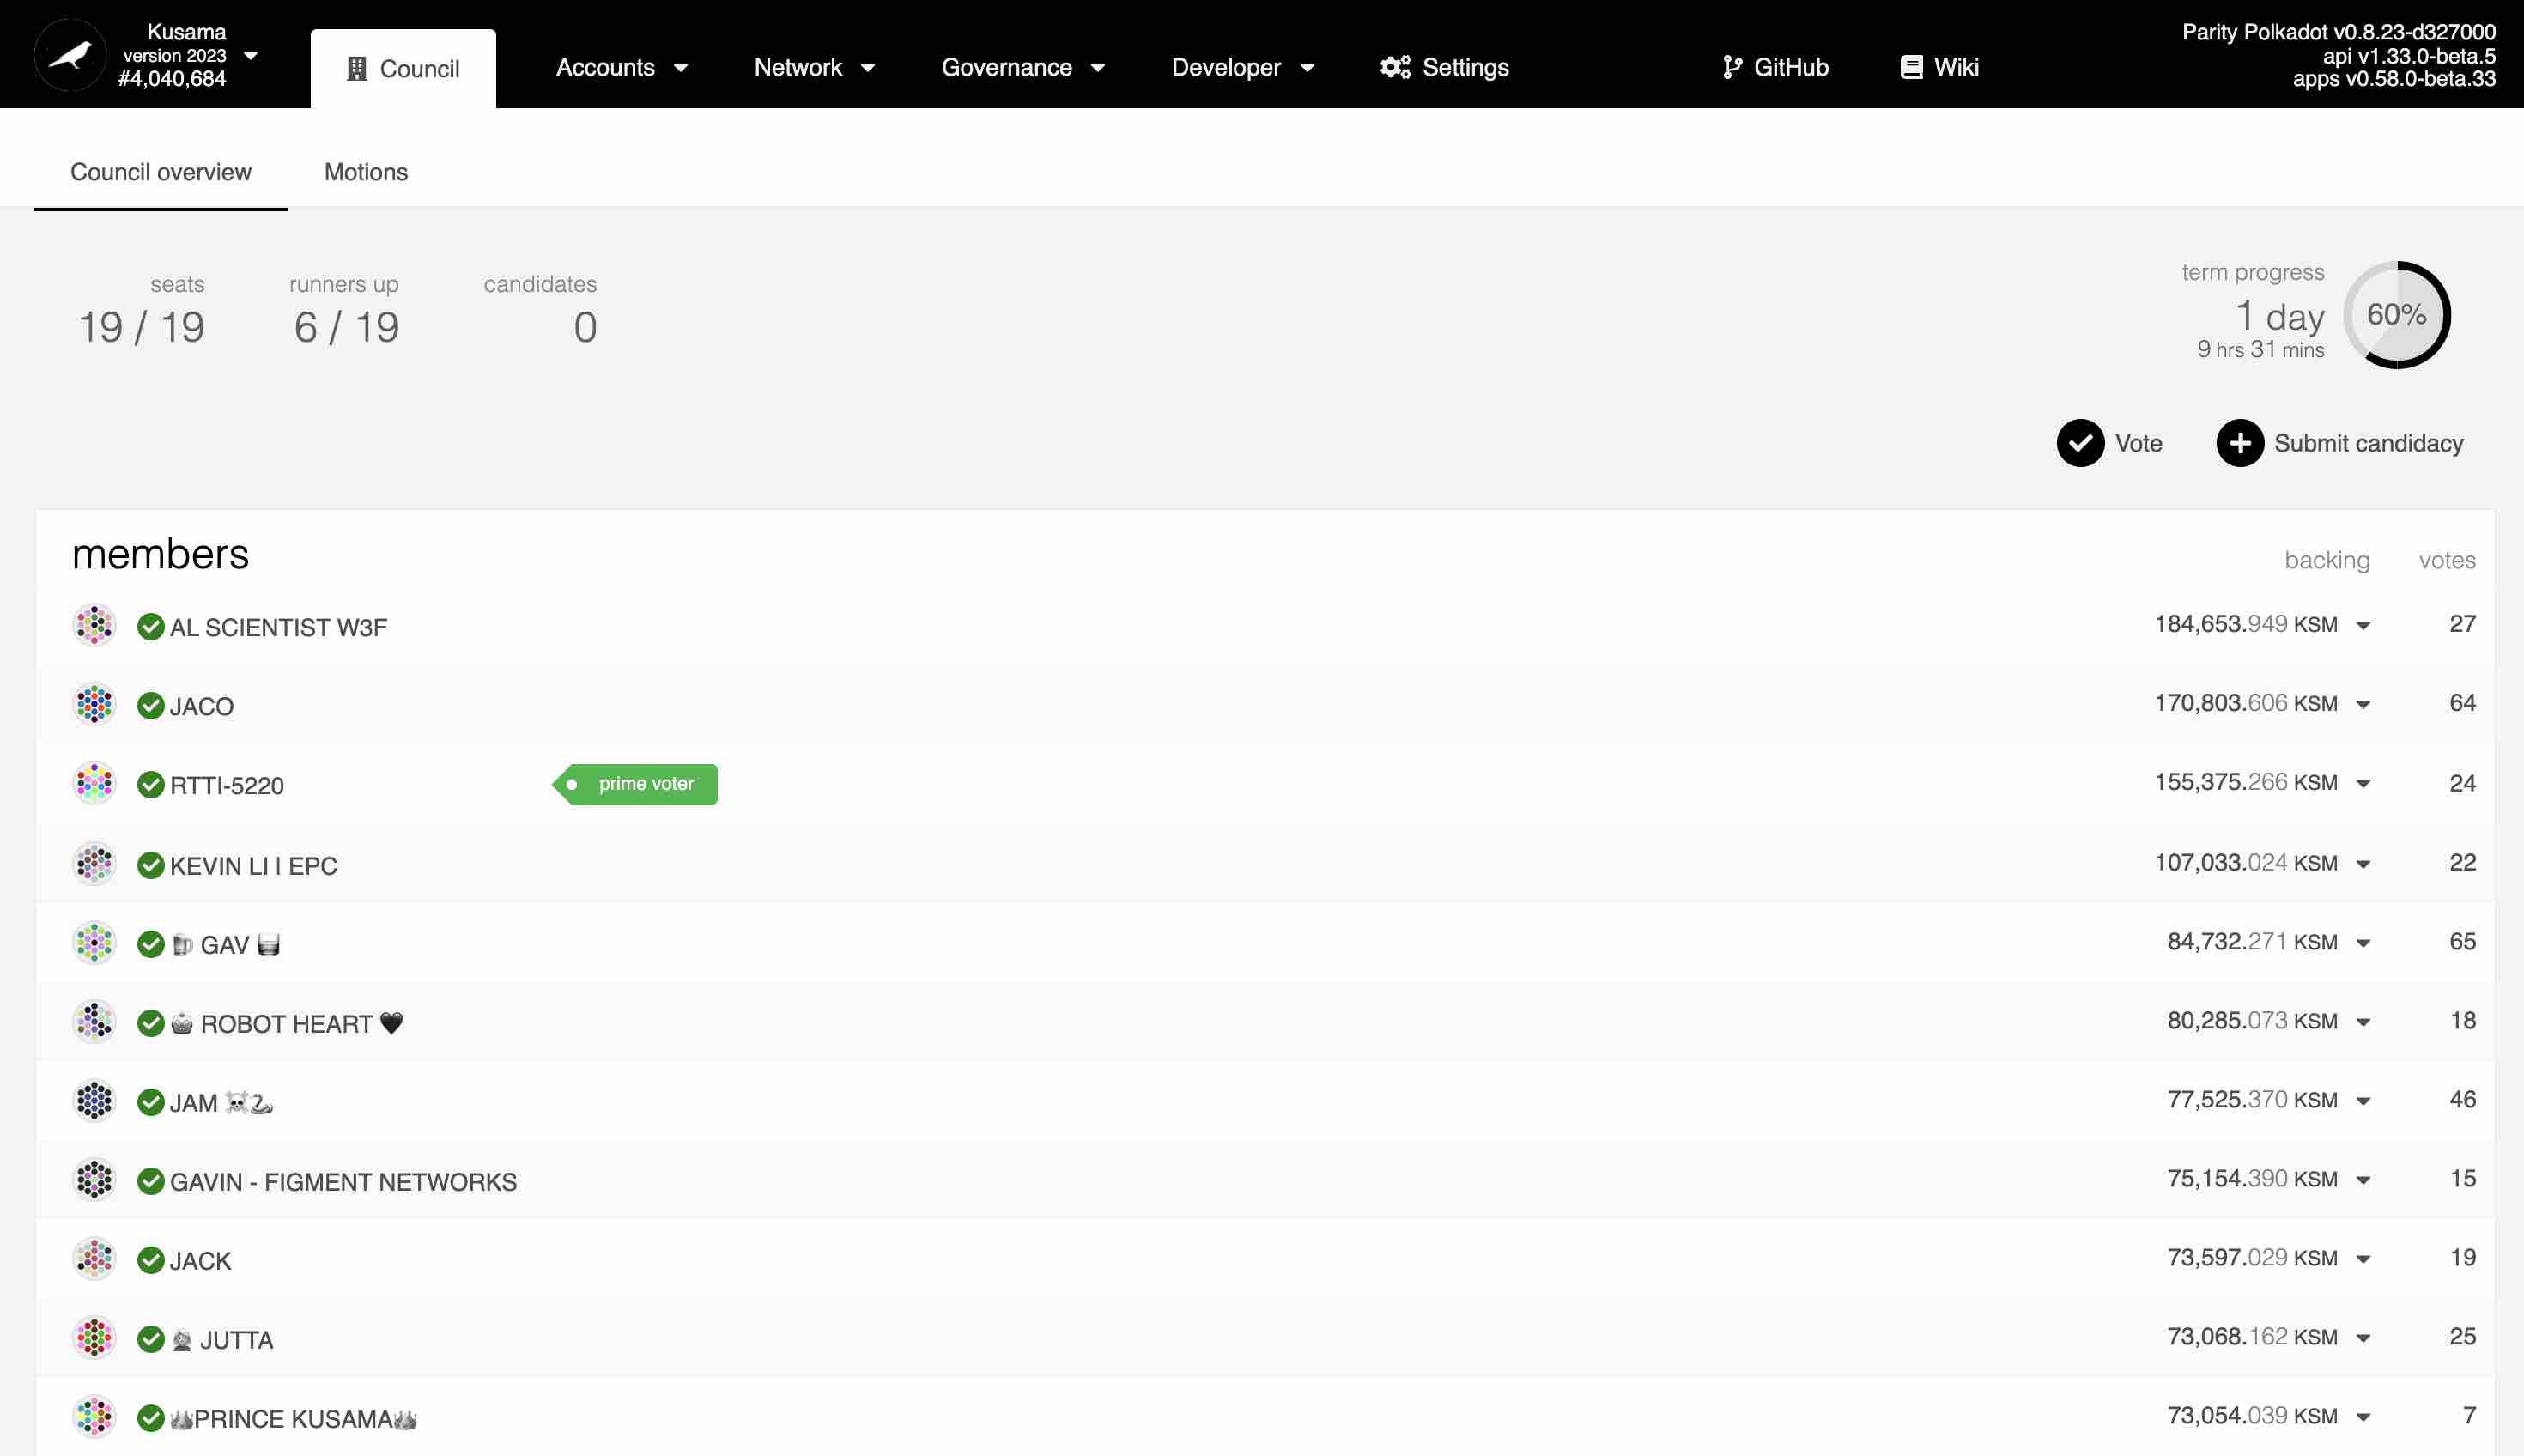 Kusama
version 2023
#4,040,684
Council
Accounts
Network
Governance
Developer
Settings
GitHub
Wiki
Parity Polkadot v0.8.23-d327000
api v1.33.0-beta.5
apps v0.58.0-beta.33
Council overview
Motions
seats
19 / 19
runners up
6 / 19
candidates
0
term progress
1 day
9 hrs 31 mins
60%
Vote
Submit candidacy
members backing votes
AL SCIENTIST W3F 184,653.949 KSM 27
JACO 170,803.606 KSM 64
RTTI-5220 prime voter 155,375.266 KSM 24
KEVIN LI | EPC 107,033.024 KSM 22
🍺 GAV 🥃 84,732.271 KSM 65
🤖 ROBOT HEART 🖤 80,285.073 KSM 18
JAM ☠️🐍 77,525.370 KSM 46
GAVIN - FIGMENT NETWORKS 75,154.390 KSM 15
JACK 73,597.029 KSM 19
JUTTA 73,068.162 KSM 25
👑PRINCE KUSAMA👑 73,054.039 KSM 7